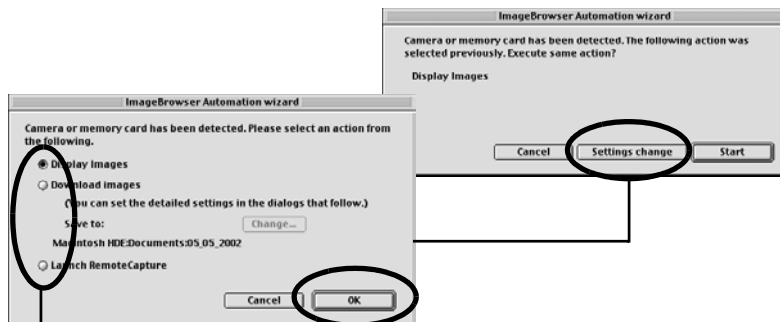 ImageBrowser Automation wizard
Camera or memory card has been detected. The following action was
selected previously. Execute same action?
Display Images
Cancel
Settings change
Start
ImageBrowser Automation wizard
Camera or memory card has been detected. Please select an action from
the following.
Display Images
Download images
(You can set the detailed settings in the dialogs that follow.)
Save to:
Change...
Macintosh HDE:Documents:05_05_2002
Launch RemoteCapture
Cancel
OK